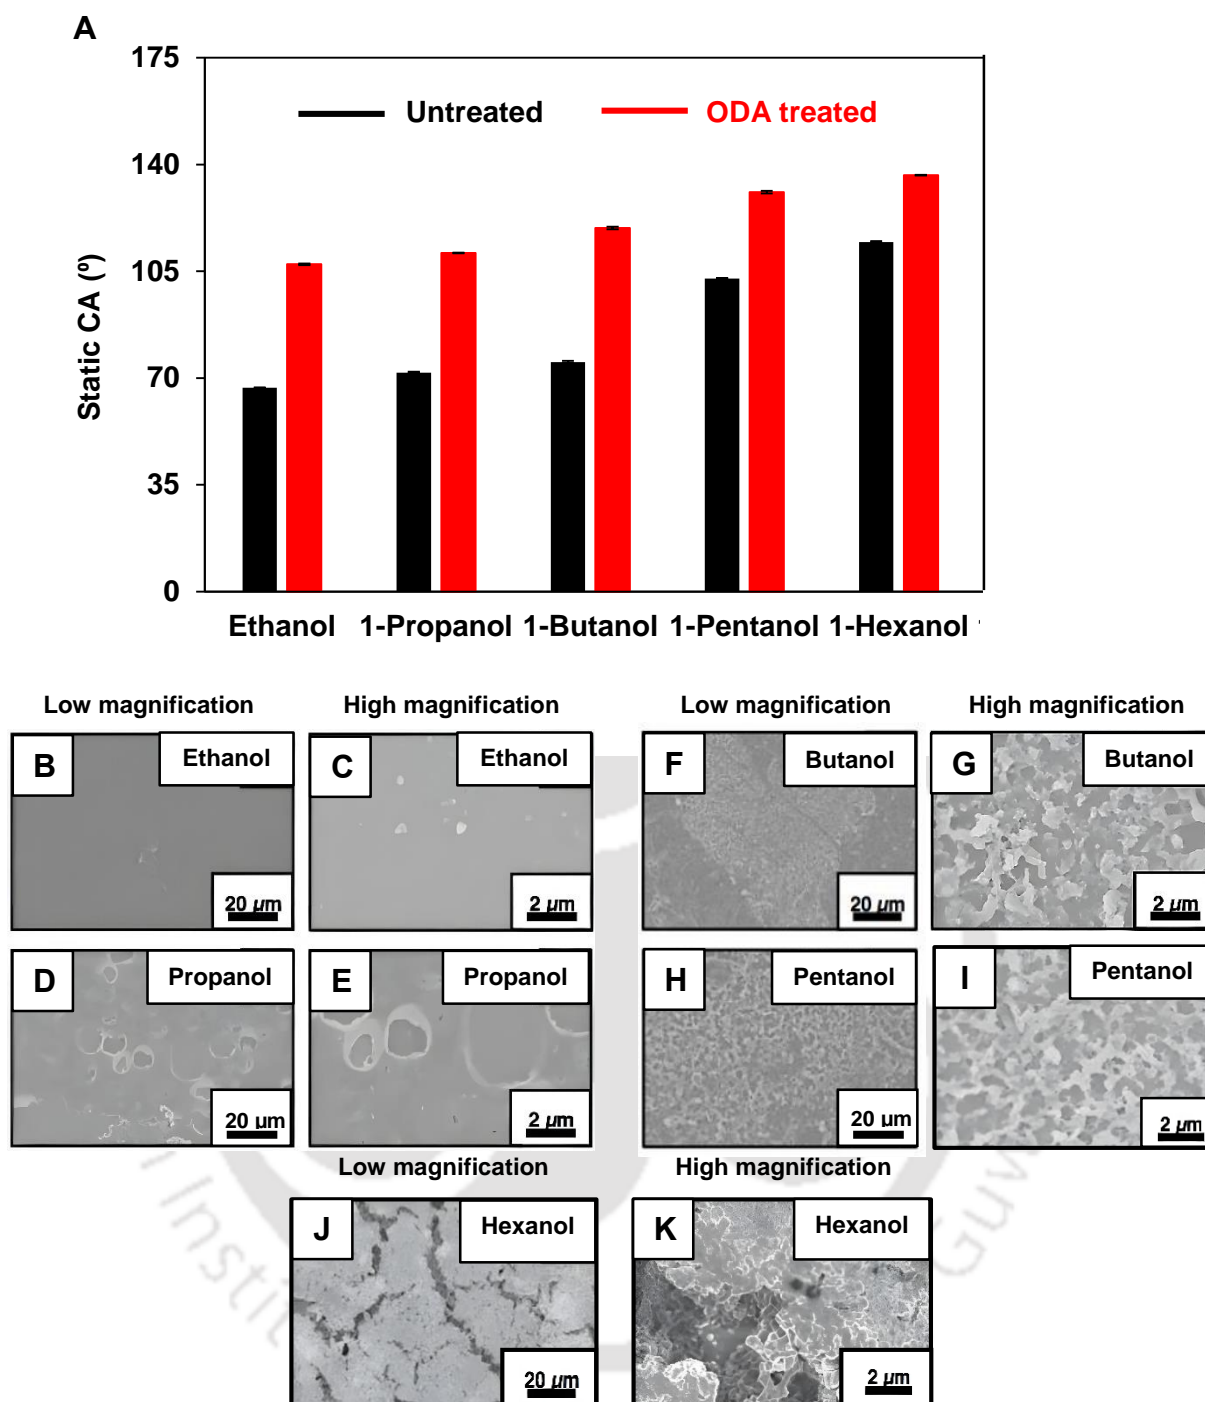 A
175
140
105
70
35
0
Static CA (º)
Untreated
ODA treated
Ethanol 1-Propanol 1-Butanol 1-Pentanol 1-Hexanol
Low magnification High magnification Low magnification High magnification
B Ethanol 20 µm
C Ethanol 2 µm
F Butanol 20 µm
G Butanol 2 µm
D Propanol 20 µm
E Propanol 2 µm
H Pentanol 20 µm
I Pentanol 2 µm
Low magnification High magnification
J Hexanol 20 µm
K Hexanol 2 µm